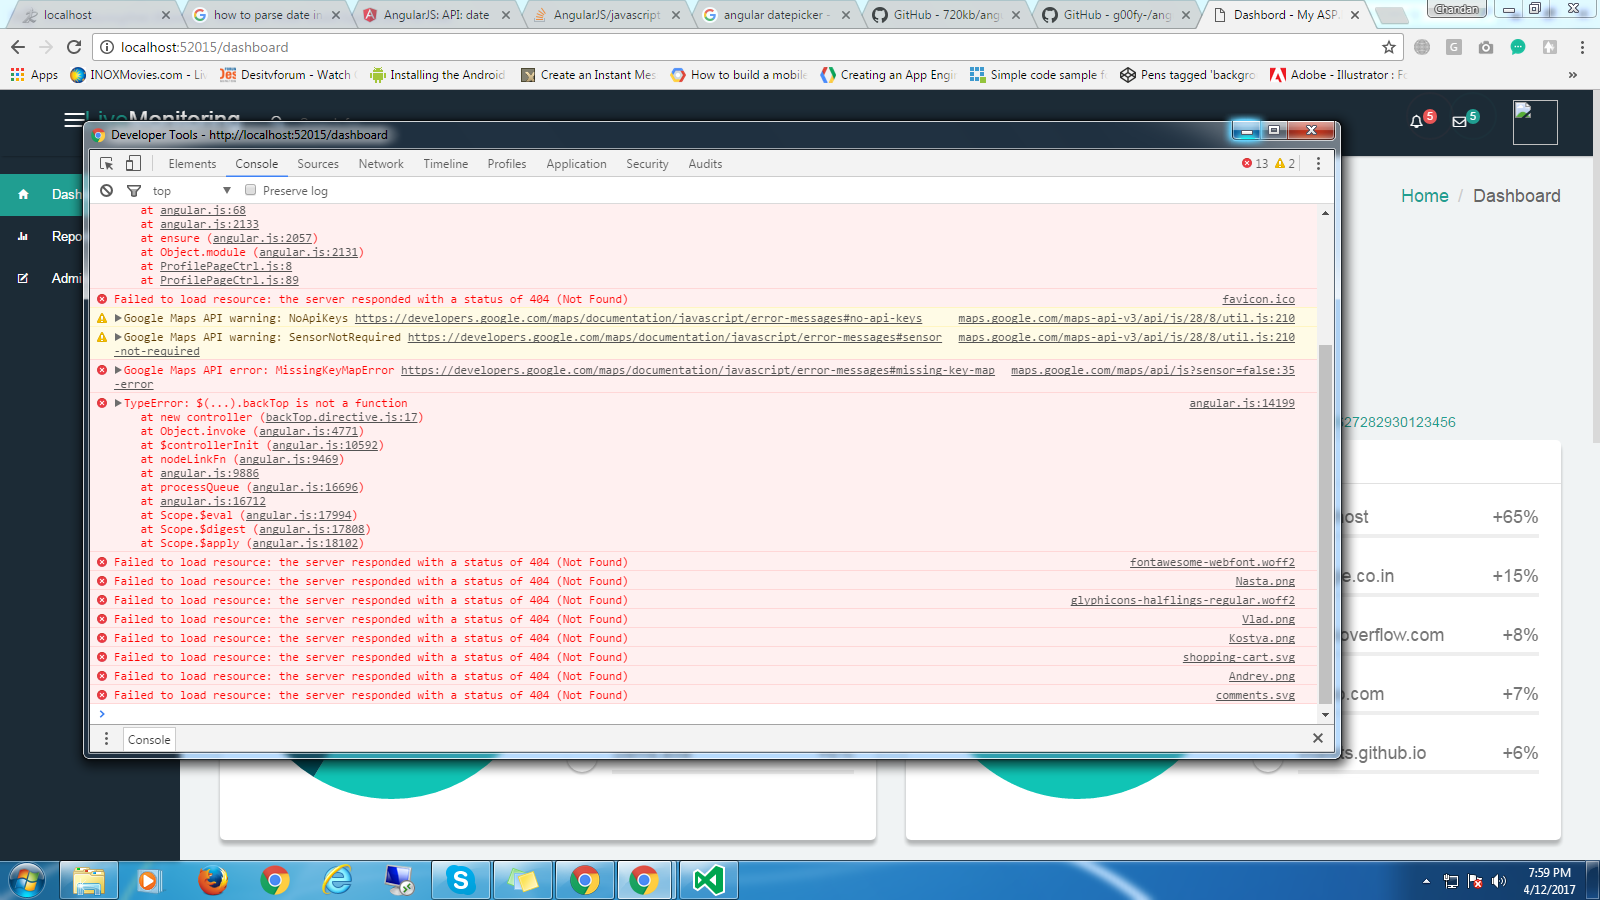 localhost
how to parse date in
AngularJS: API: date
AngularJS/javascript
angular datepicker -
GitHub - 720kb/ang
GitHub - g00fy-/ang
Dashbord - My ASP.
Chandan
localhost:52015/dashboard
Apps
INOXMovies.com - Li
Desitvforum - Watch
Installing the Android
Create an Instant Mes
How to build a mobile
Creating an App Engi
Simple code sample f
Pens tagged 'backgro
Adobe - Illustrator : Fo
»
LiveMonitoring
5
5
Developer Tools - http://localhost:52015/dashboard
Elements Console Sources Network Timeline Profiles Application Security Audits
13 2
top
Preserve log
Dash
Repo
Admi
Home / Dashboard
at angular.js:68
at angular.js:2133
at ensure (angular.js:2057)
at Object.module (angular.js:2131)
at ProfilePageCtrl.js:8
at ProfilePageCtrl.js:89
Failed to load resource: the server responded with a status of 404 (Not Found) favicon.ico
Google Maps API warning: NoApiKeys https://developers.google.com/maps/documentation/javascript/error-messages#no-api-keys maps.google.com/maps-api-v3/api/js/28/8/util.js:210
Google Maps API warning: SensorNotRequired https://developers.google.com/maps/documentation/javascript/error-messages#sensor maps.google.com/maps-api-v3/api/js/28/8/util.js:210
-not-required
Google Maps API error: MissingKeyMapError https://developers.google.com/maps/documentation/javascript/error-messages#missing-key-map maps.google.com/maps/api/js?sensor=false:35
-error
TypeError: $(...).backTop is not a function angular.js:14199
at new controller (backTop.directive.js:17)
at Object.invoke (angular.js:4771)
at $controllerInit (angular.js:10592)
at nodeLinkFn (angular.js:9469)
at angular.js:9886
at processQueue (angular.js:16696)
at angular.js:16712
at Scope.$eval (angular.js:17994)
at Scope.$digest (angular.js:17808)
at Scope.$apply (angular.js:18102)
Failed to load resource: the server responded with a status of 404 (Not Found) fontawesome-webfont.woff2
Failed to load resource: the server responded with a status of 404 (Not Found) Nasta.png
Failed to load resource: the server responded with a status of 404 (Not Found) glyphicons-halflings-regular.woff2
Failed to load resource: the server responded with a status of 404 (Not Found) Vlad.png
Failed to load resource: the server responded with a status of 404 (Not Found) Kostya.png
Failed to load resource: the server responded with a status of 404 (Not Found) shopping-cart.svg
Failed to load resource: the server responded with a status of 404 (Not Found) Andrey.png
Failed to load resource: the server responded with a status of 404 (Not Found) comments.svg
Console
27282930123456
ost +65%
e.co.in +15%
overflow.com +8%
.com +7%
ts.github.io +6%
7:59 PM
4/12/2017